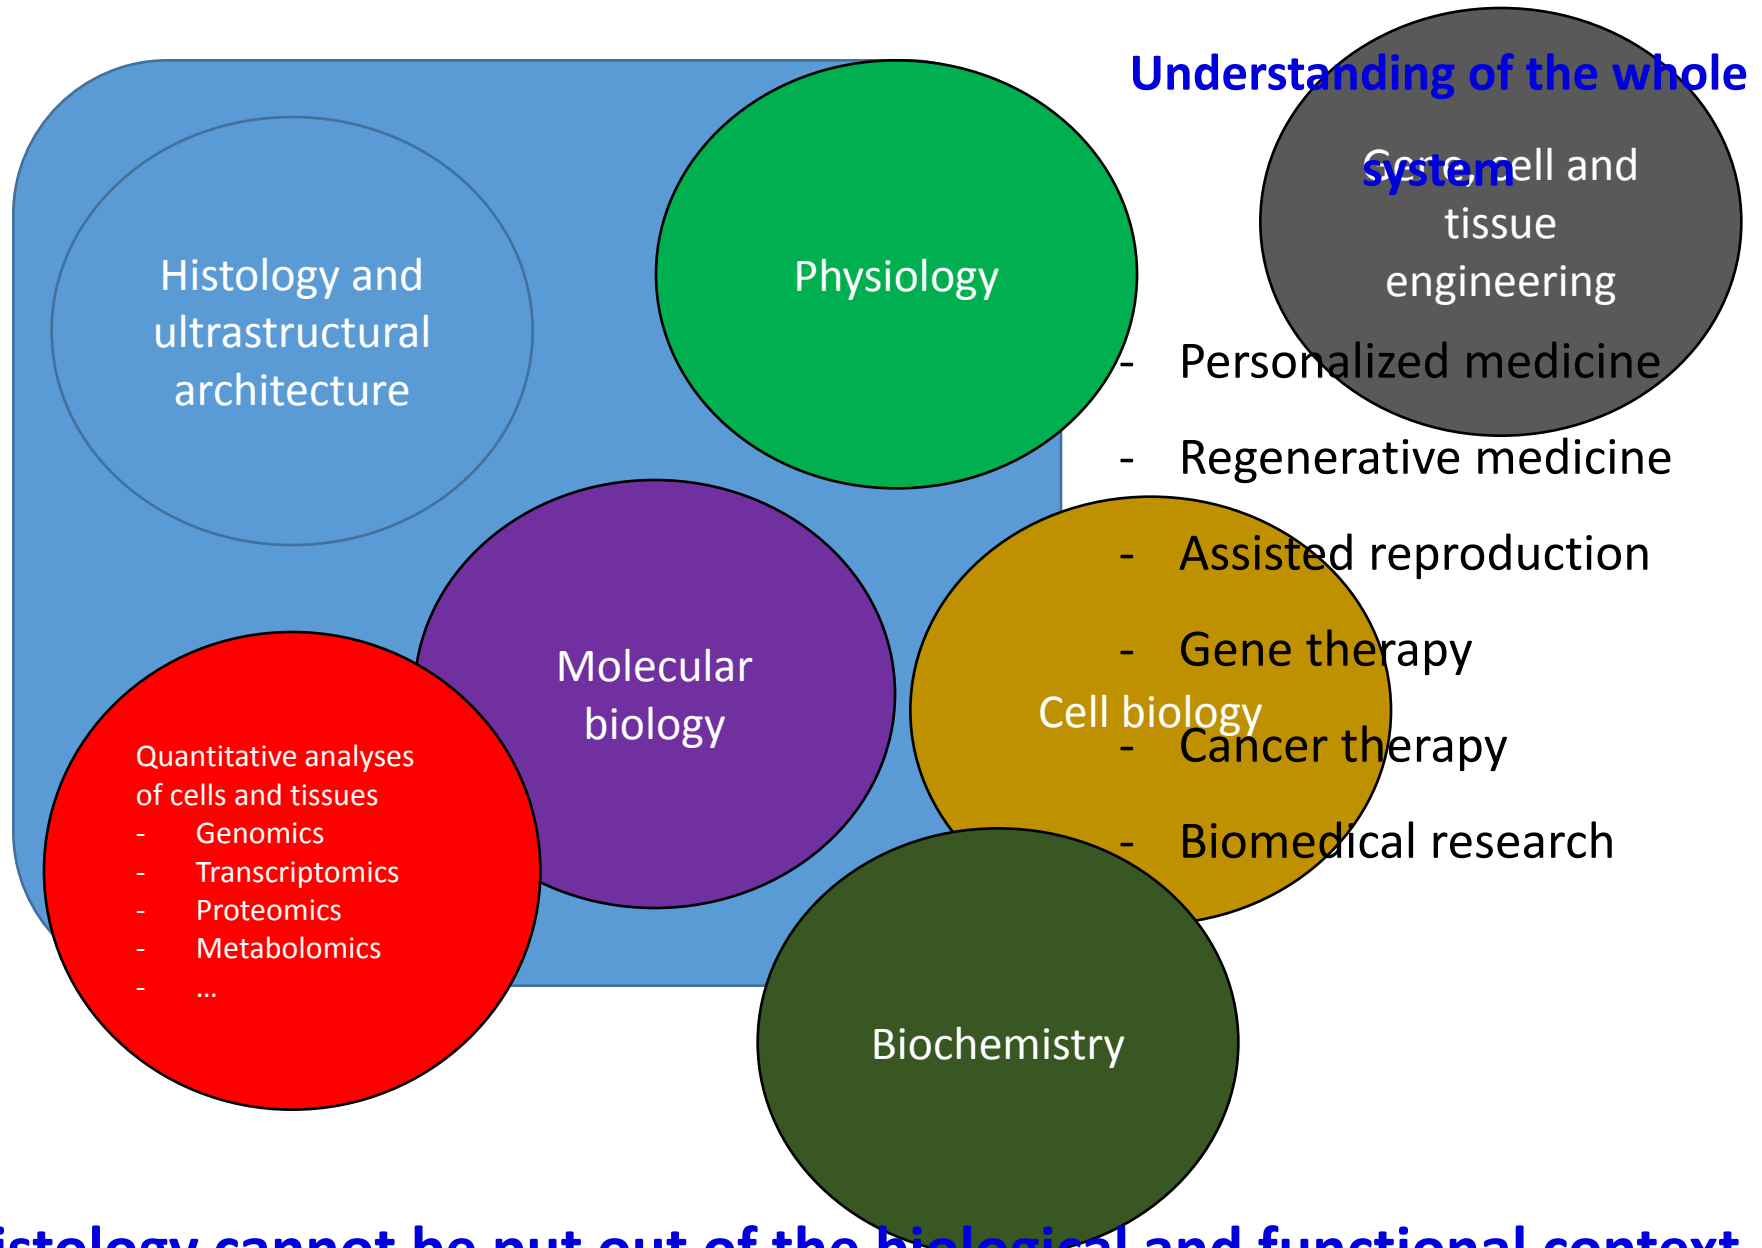 Understanding of the whole
system
Gene, cell and
tissue
engineering
Histology and
ultrastructural
architecture
Physiology
- Personalized medicine
- Regenerative medicine
- Assisted reproduction
- Gene therapy
- Cancer therapy
- Biomedical research
Molecular
biology
Cell biology
Quantitative analyses
of cells and tissues
- Genomics
- Transcriptomics
- Proteomics
- Metabolomics
- ...
Biochemistry
istology cannot be put out of the biological and functional context